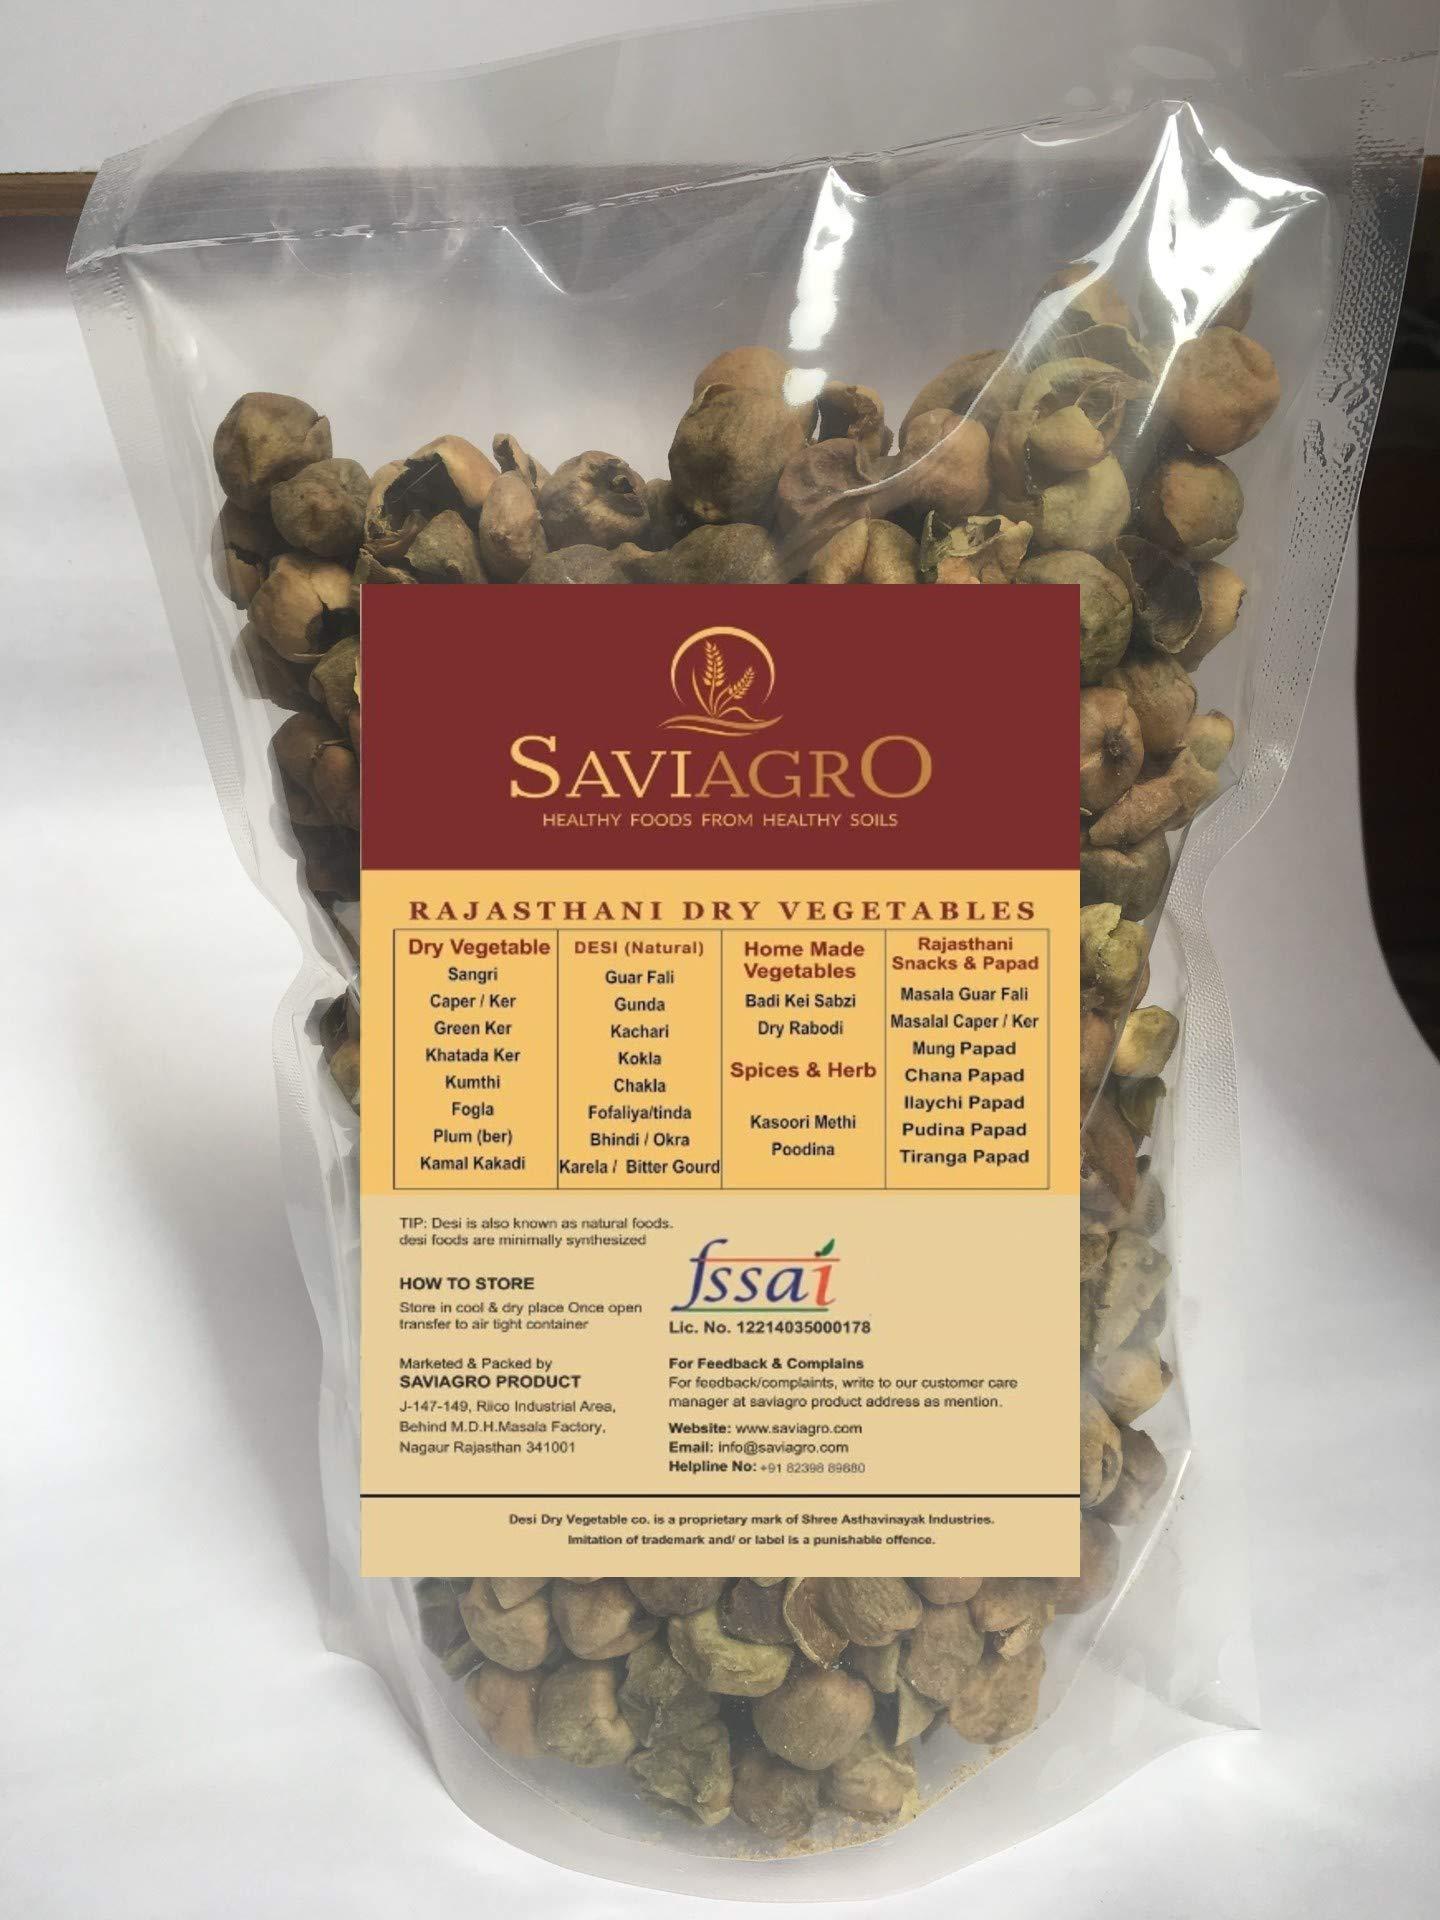 SAVIAGRO
HEALTHY FOODS FROM HEALTHY SOILS
RAJASTHANI DRY VEGETABLES
Dry Vegetable
Sangri
Caper / Ker
Green Ker
Khatada Ker
Kumthi
Fogla
Plum (ber)
Kamal Kakadi
DESI (Natural)
Guar Fali
Gunda
Kachari
Kokla
Chakla
Fofaliya/tinda
Bhindi / Okra
Karela / Bitter Gourd
Home Made
Vegetables
Badi Kei Sabzi
Dry Rabodi
Spices & Herb
Kasoori Methi
Poodina
Rajasthani
Snacks & Papad
Masala Guar Fali
Masalal Caper / Ker
Mung Papad
Chana Papad
Ilaychi Papad
Pudina Papad
Tiranga Papad
TIP: Desi is also known as natural foods.
desi foods are minimally synthesized
HOW TO STORE
Store in cool & dry place Once open
transfer to air tight container
Marketed & Packed by
SAVIAGRO PRODUCT
J-147-149, Riico Industrial Area,
Behind M.D.H.Masala Factory,
Nagaur Rajasthan 341001
fssai
Lic. No. 12214035000178
For Feedback & Complains
For feedback/complaints, write to our customer care
manager at saviagro product address as mention.
Website: www.saviagro.com
Email: info@saviagro.com
Helpline No: +91 82398 89680
Desi Dry Vegetable co. is a proprietary mark of Shree Asthavinayak Industries.
Imitation of trademark and/ or label is a punishable offence.